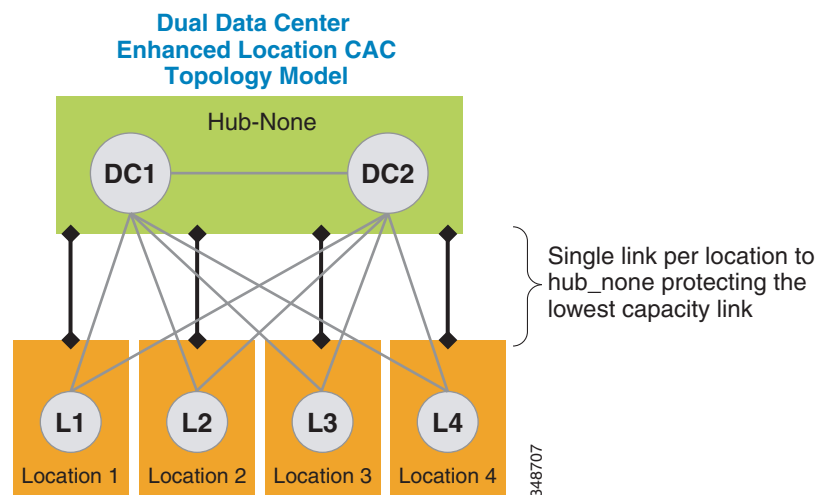 Dual Data Center
Enhanced Location CAC
Topology Model
Hub-None
DC1
DC2
Single link per location to
hub_none protecting the
lowest capacity link
L1
L2
L3
L4
Location 1
Location 2
Location 3
Location 4
348707